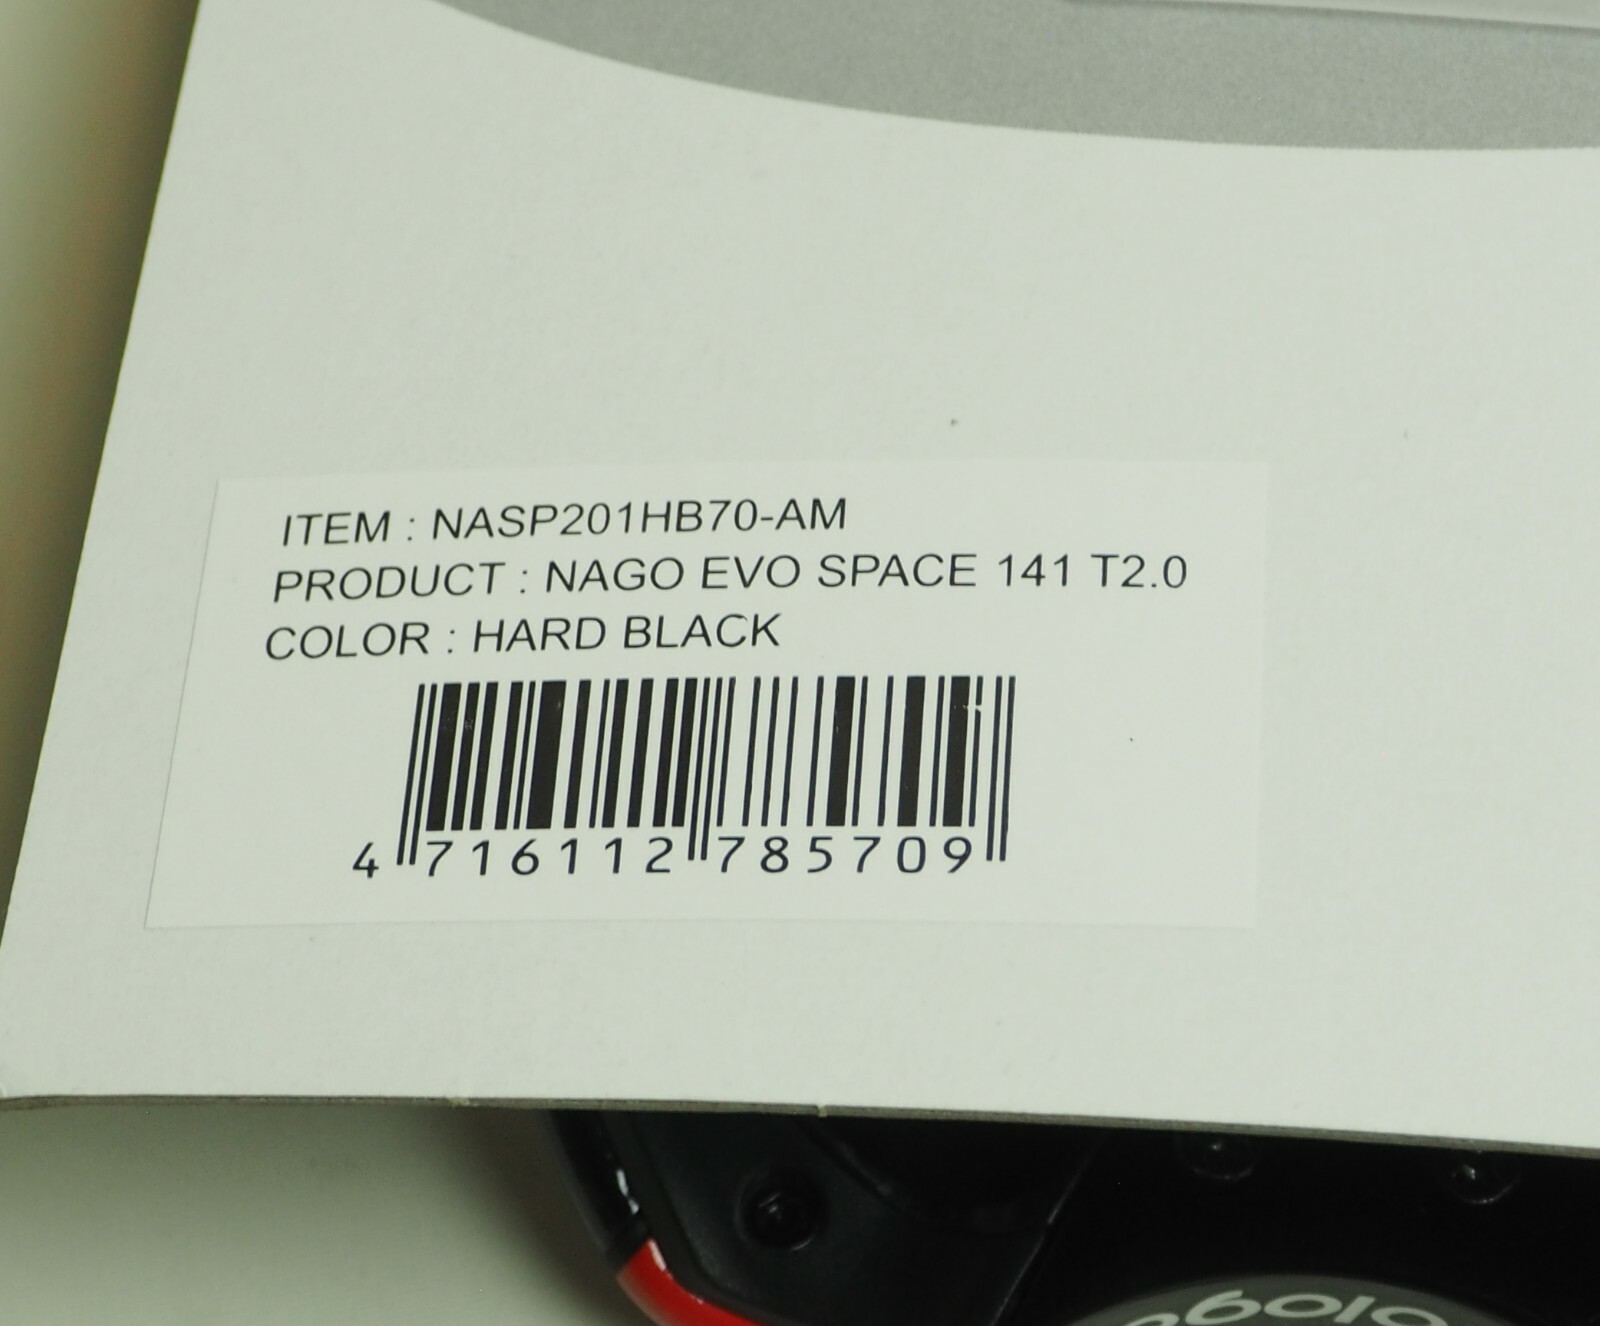 ITEM : NASP201HB70-AM
PRODUCT : NAGO EVO SPACE 141 T2.0
COLOR : HARD BLACK
4 716112 785709